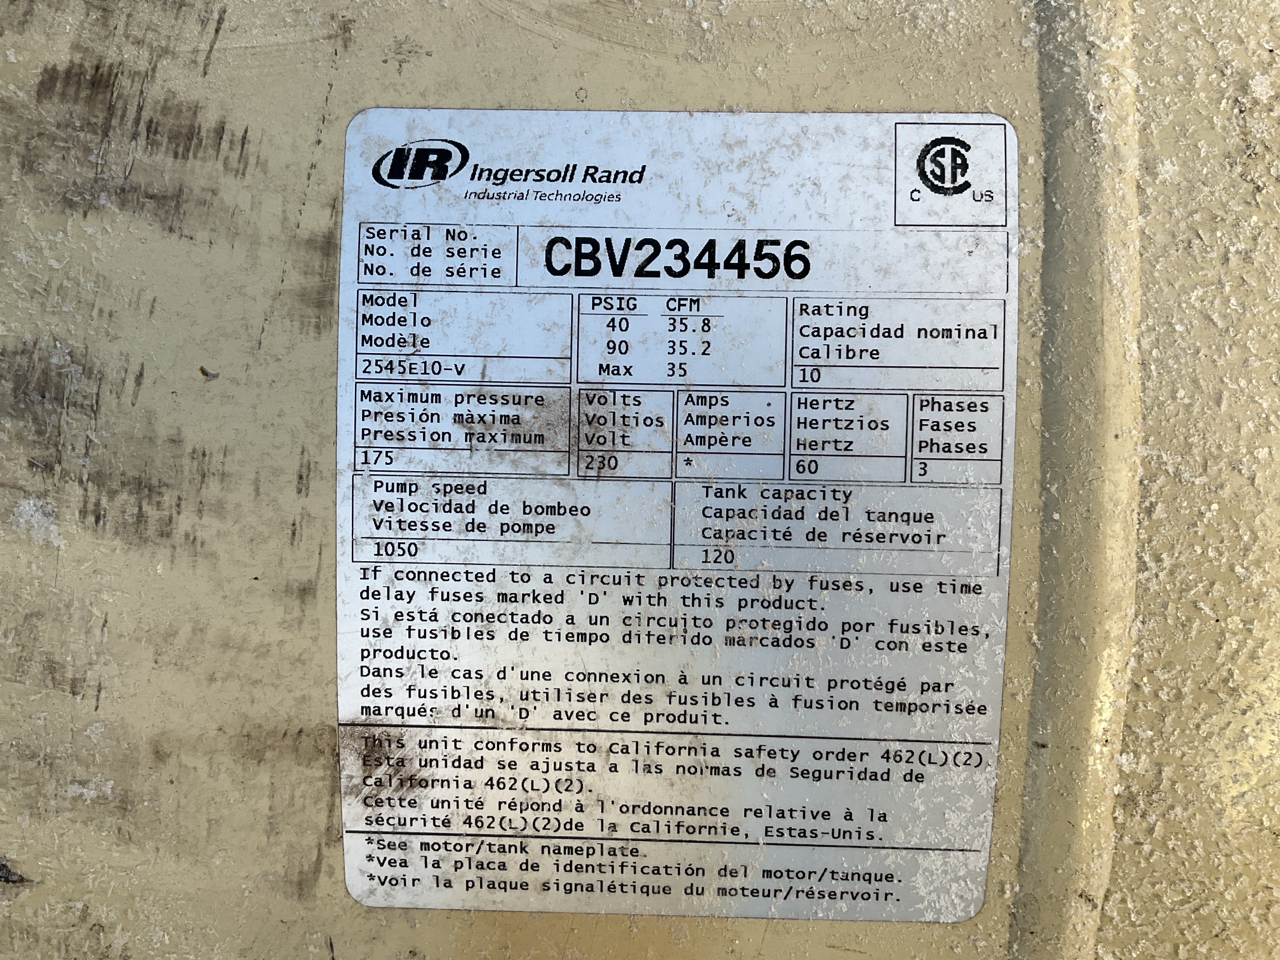 IR Ingersoll Rand
Industrial Technologies
CSA
C US
Serial No.
No. de serie
No. de série
CBV234456
Model
Modelo
Modèle
2545E10-V
PSIG CFM
40 35.8
90 35.2
Max 35
Rating
Capacidad nominal
Calibre
10
Maximum pressure
Presión màxima
Pression maximum
175
Volts
Voltios
Volt
230
Amps
Amperios
Ampère
*
Hertz
Hertzios
Hertz
60
Phases
Fases
Phases
3
Pump speed
Velocidad de bombeo
Vitesse de pompe
1050
Tank capacity
Capacidad del tanque
Capacité de réservoir
120
If connected to a circuit protected by fuses, use time
delay fuses marked 'D' with this product.
Si está conectado a un circuito protegido por fusibles,
use fusibles de tiempo diferido marcados 'D' con este
producto.
Dans le cas d'une connexion à un circuit protégé par
des fusibles, utiliser des fusibles à fusion temporisée
marqués d'un 'D' avec ce produit.
This unit conforms to California safety order 462(L)(2).
Esta unidad se ajusta a las normas de Seguridad de
California 462(L)(2).
Cette unité répond à l'ordonnance relative à la
sécurité 462(L)(2)de la Californie, Estas-Unis.
*See motor/tank nameplate.
*Vea la placa de identificación del motor/tanque.
*Voir la plaque signalétique du moteur/réservoir.